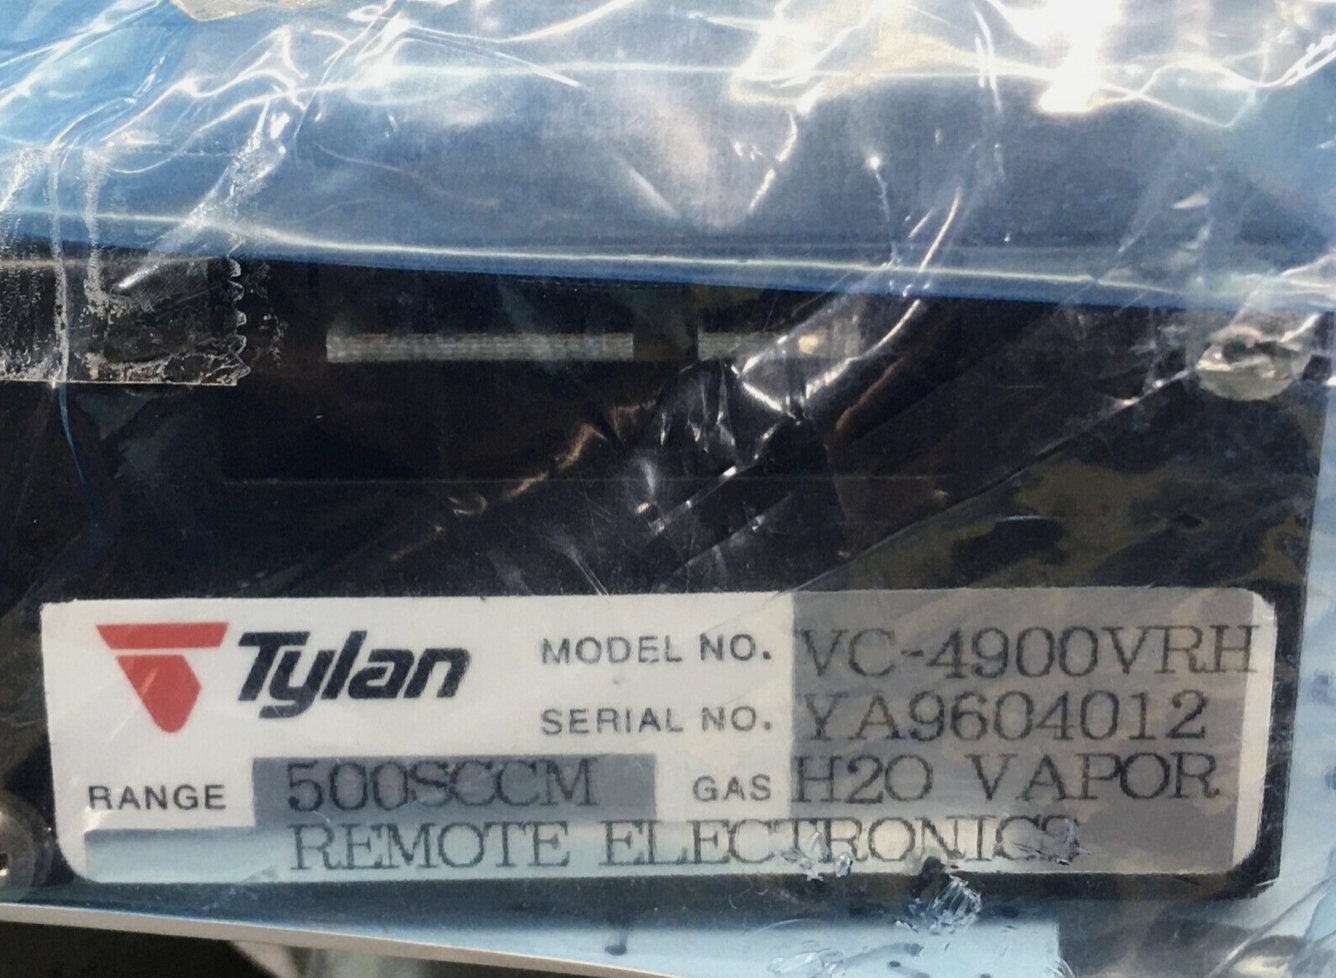 Tylan
MODEL NO. VC-4900VRH
SERIAL NO. YA9604012
RANGE 500SCCM GAS H2O VAPOR
REMOTE ELECTRONICS